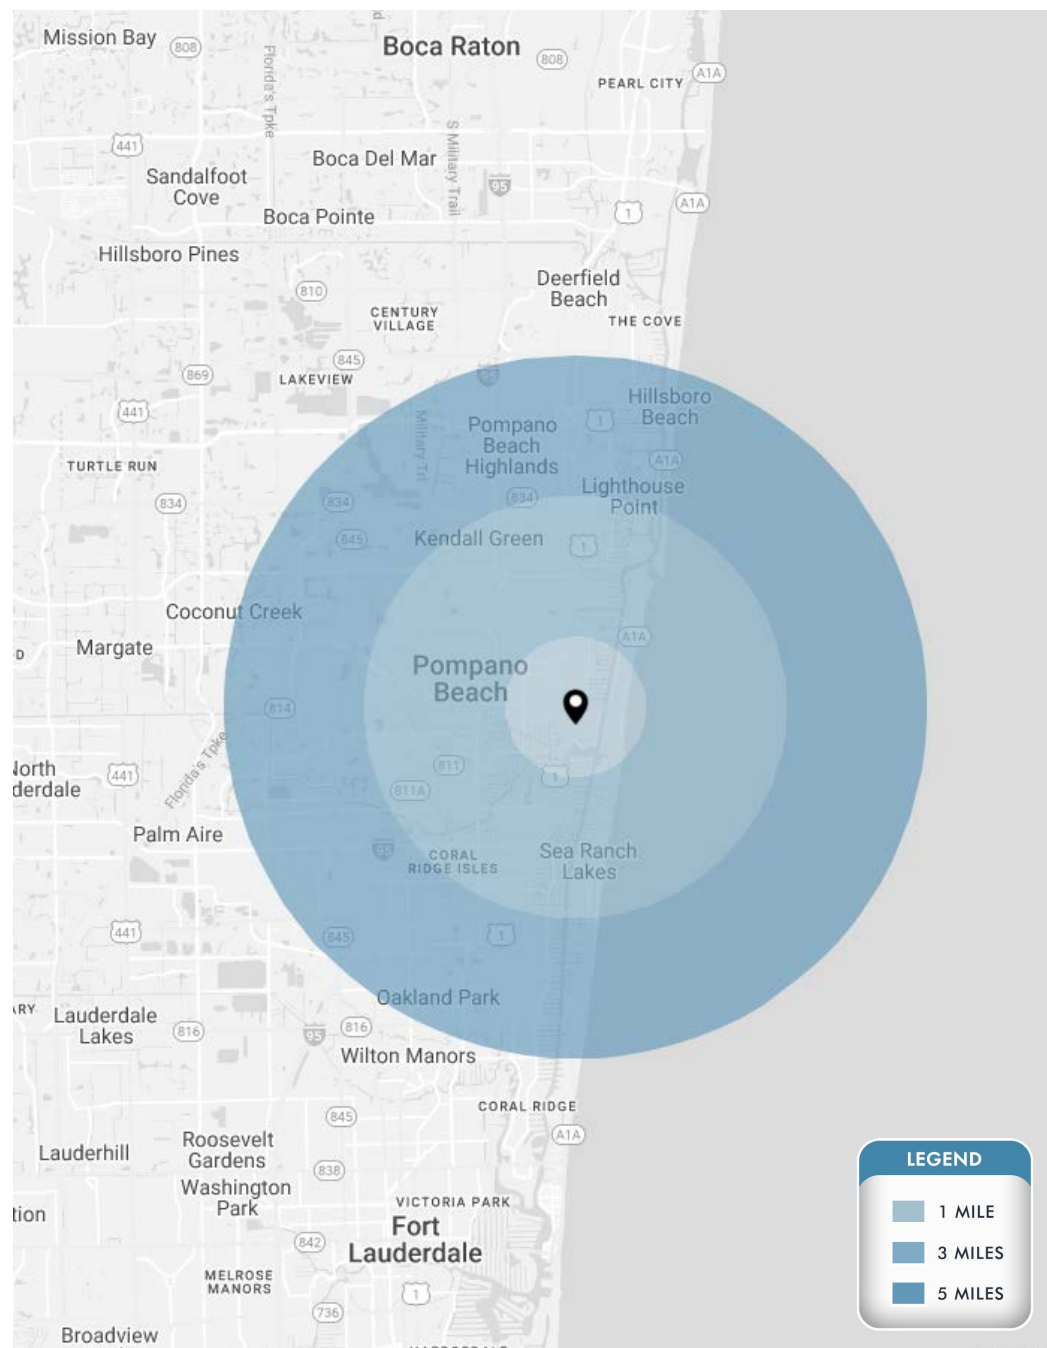 Mission Bay
808
Boca Raton
808
PEARL CITY
A1A
Florida's Tpke
S Military Trail
441
Boca Del Mar
Sandalfoot
Cove
95
A1A
1
Boca Pointe
Hillsboro Pines
Deerfield
Beach
810
CENTURY
VILLAGE
THE COVE
845
869
LAKEVIEW
95
441
Hillsboro
Beach
1
Military Trl
Pompano
Beach
Highlands
TURTLE RUN
A1A
834
834
834
Lighthouse
Point
845
Kendall Green
1
Coconut Creek
A1A
D
Margate
Pompano
Beach
814
Florida's Tpke
North
derdale
441
811
1
811A
Palm Aire
95
CORAL
RIDGE ISLES
Sea Ranch
Lakes
441
845
1
Oakland Park
ARY
Lauderdale
Lakes
816
95
816
Wilton Manors
CORAL RIDGE
845
A1A
Lauderhill
Roosevelt
Gardens
838
Washington
Park
tion
VICTORIA PARK
Fort
Lauderdale
842
MELROSE
MANORS
1
736
Broadview
LEGEND
1 MILE
3 MILES
5 MILES